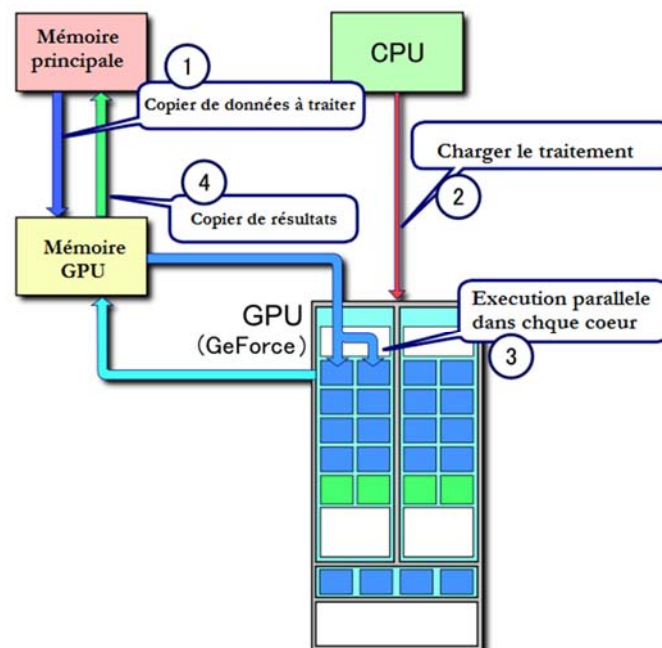 Mémoire
principale
CPU
1
Copier de données à traiter
Charger le traitement
2
4
Copier de résultats
Mémoire
GPU
GPU
(GeForce)
Execution parallele
dans chque coeur
3